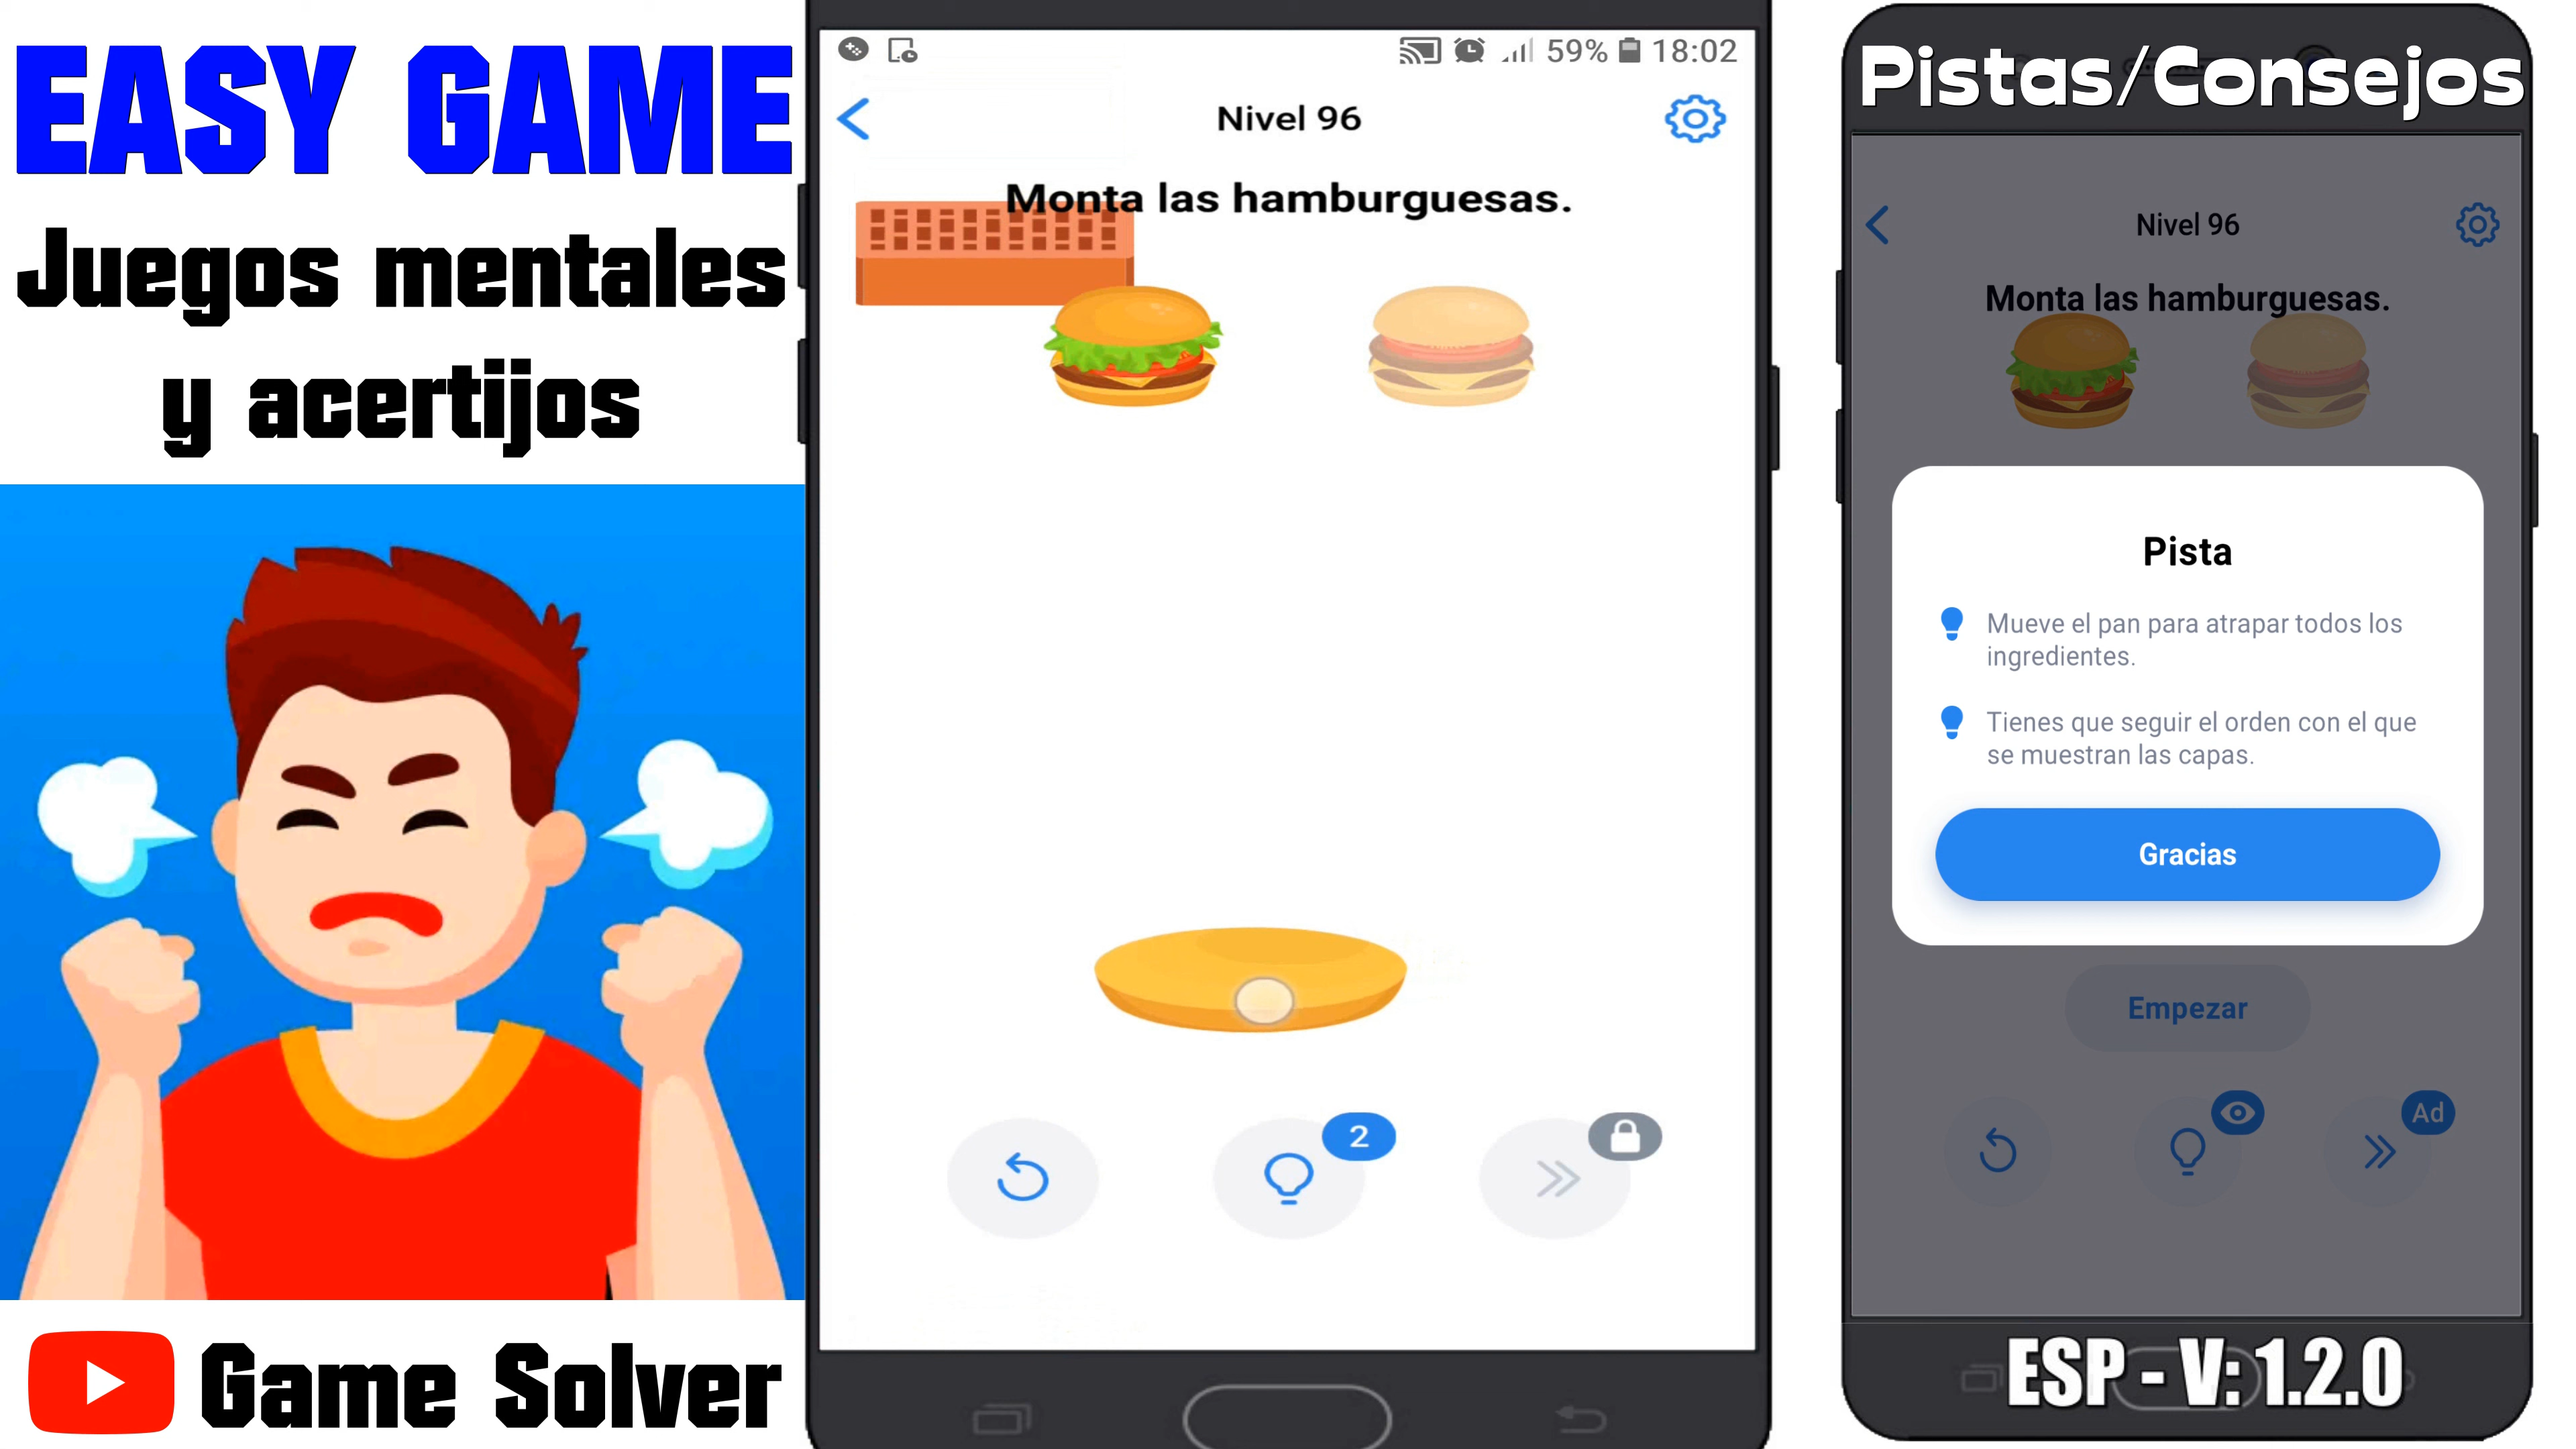 EASY GAME
Juegos mentales
y acertijos
Game Solver
59% 18:02
Nivel 96
Monta las hamburguesas.
2
Pistas/Consejos
Nivel 96
Monta las hamburguesas.
Pista
Mueve el pan para atrapar todos los
ingredientes.
Tienes que seguir el orden con el que
se muestran las capas.
Gracias
Empezar
Ad
ESP - V: 1.2.0